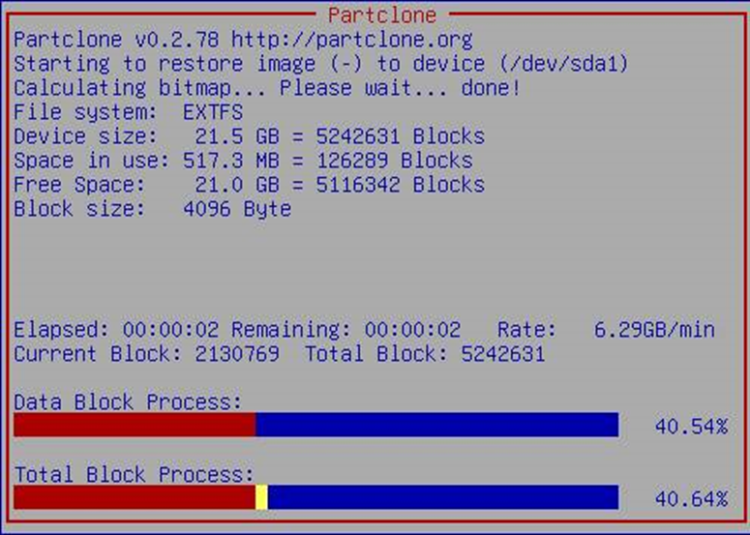 Partclone
Partclone v0.2.78 http://partclone.org
Starting to restore image (-) to device (/dev/sda1)
Calculating bitmap... Please wait... done!
File system: EXTFS
Device size: 21.5 GB = 5242631 Blocks
Space in use: 517.3 MB = 126289 Blocks
Free Space: 21.0 GB = 5116342 Blocks
Block size: 4096 Byte
Elapsed: 00:00:02 Remaining: 00:00:02 Rate: 6.29GB/min
Current Block: 2130769 Total Block: 5242631
Data Block Process:
40.54%
Total Block Process:
40.64%